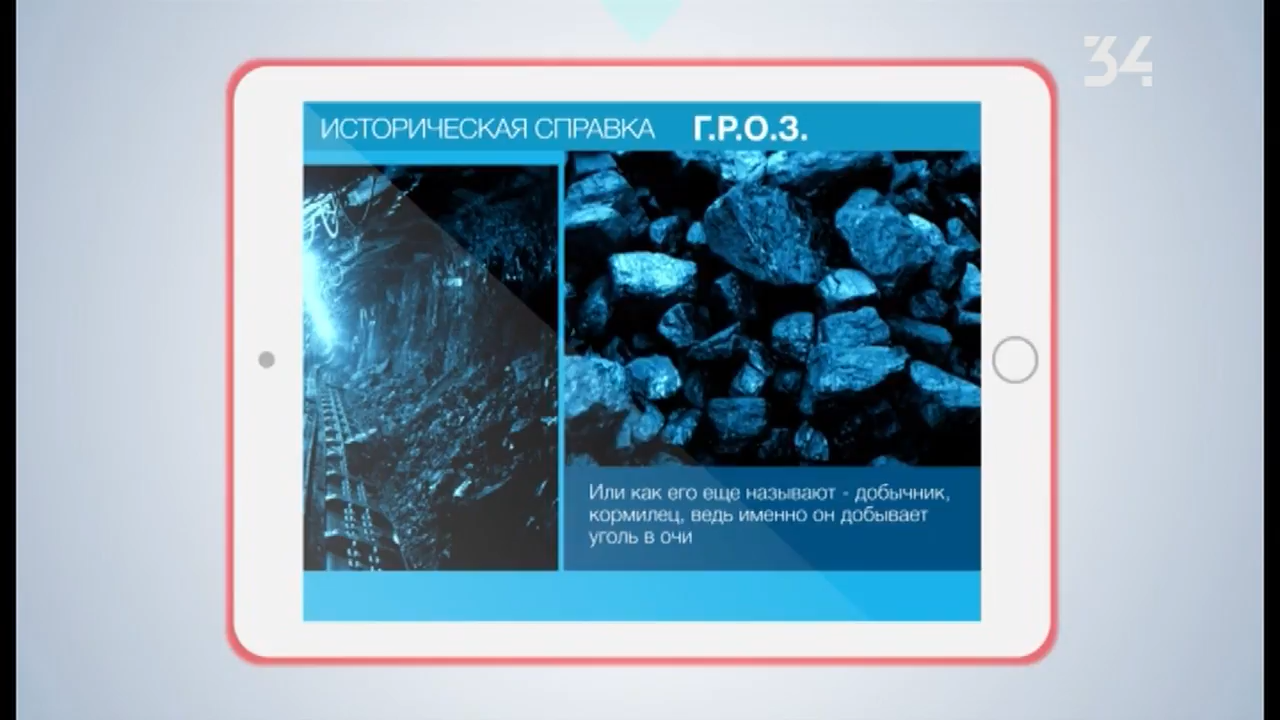 34
ИСТОРИЧЕСКАЯ СПРАВКА Г.Р.О.З.
Или как его еще называют - добычник,
кормилец, ведь именно он добывает
уголь в очи